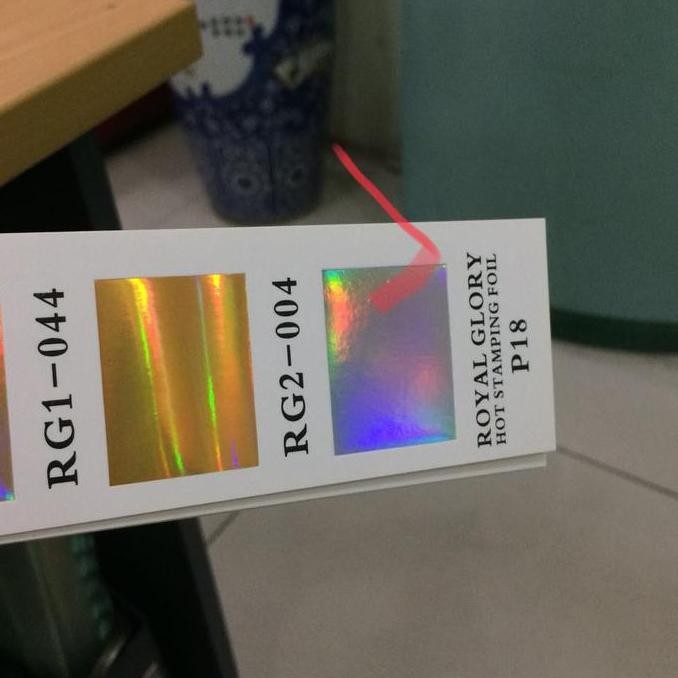 ROYAL GLORY
HOT STAMPING FOIL
P18
RG2-004
RG1-044